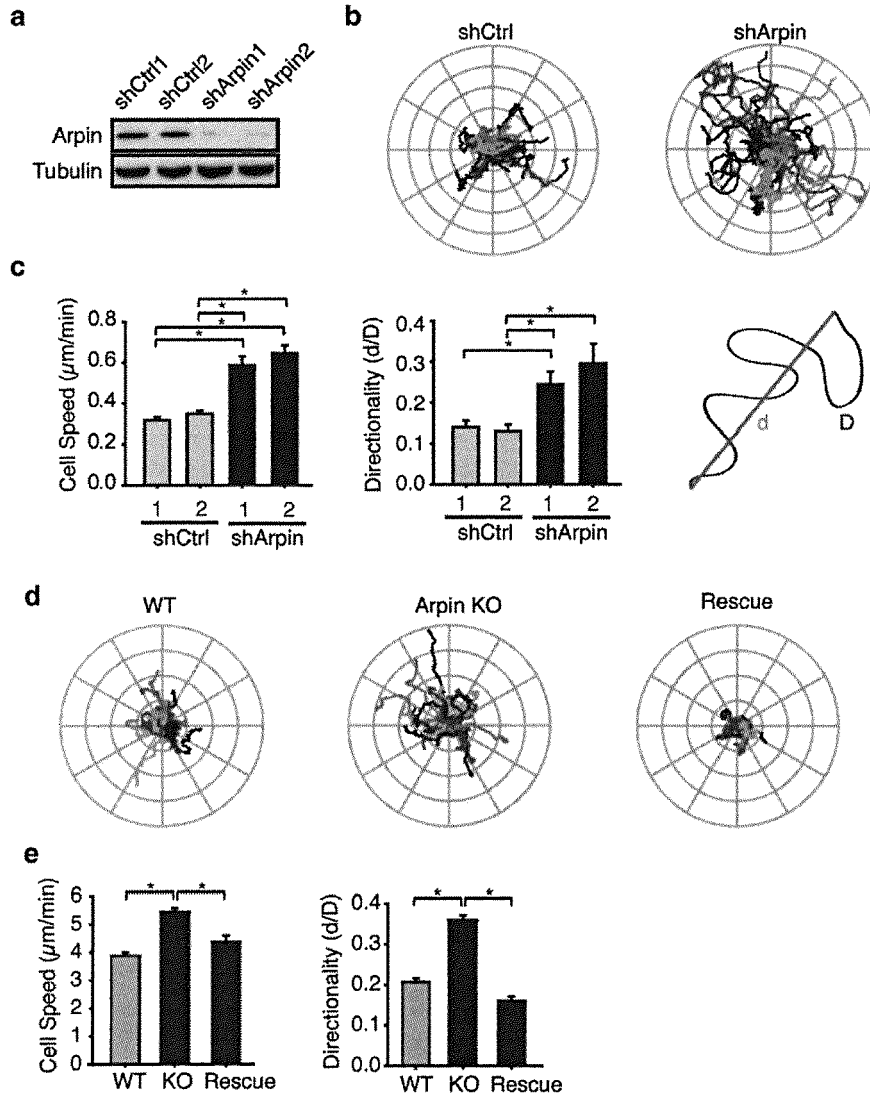 a
shCtrl1 shCtrl2 shArpin1 shArpin2
Arpin
Tubulin
b
shCtrl
shArpin
c
Cell Speed (µm/min)
0.8
0.6
0.4
0.2
0.0
* * * *
1 2 1 2
shCtrl shArpin
Directionality (d/D)
0.4
0.3
0.2
0.1
0.0
* * *
1 2 1 2
shCtrl shArpin
d D
d
WT
Arpin KO
Rescue
e
Cell Speed (µm/min)
6
5
4
3
2
1
0
* *
WT KO Rescue
Directionality (d/D)
0.4
0.3
0.2
0.1
0.0
* *
WT KO Rescue